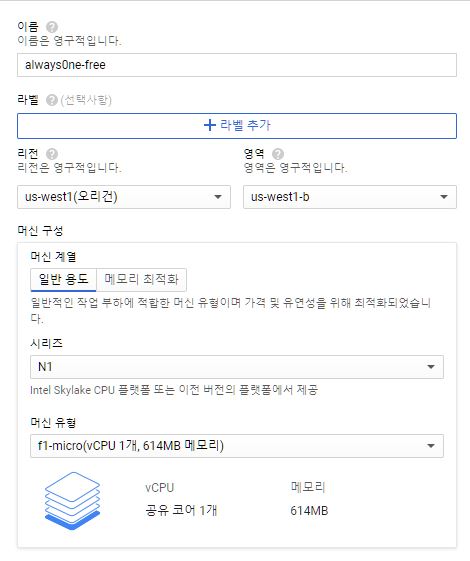 이름
이름은 영구적입니다.
always0ne-free
라벨 (선택사항)
+ 라벨 추가
리전 영역
리전은 영구적입니다. 영역은 영구적입니다.
us-west1(오리건) us-west1-b
머신 구성
머신 계열
일반 용도 메모리 최적화
일반적인 작업 부하에 적합한 머신 유형이며 가격 및 유연성을 위해 최적화되었습니
다.
시리즈
N1
Intel Skylake CPU 플랫폼 또는 이전 버전의 플랫폼에서 제공
머신 유형
f1-micro(vCPU 1개, 614MB 메모리)
vCPU 메모리
공유 코어 1개 614MB